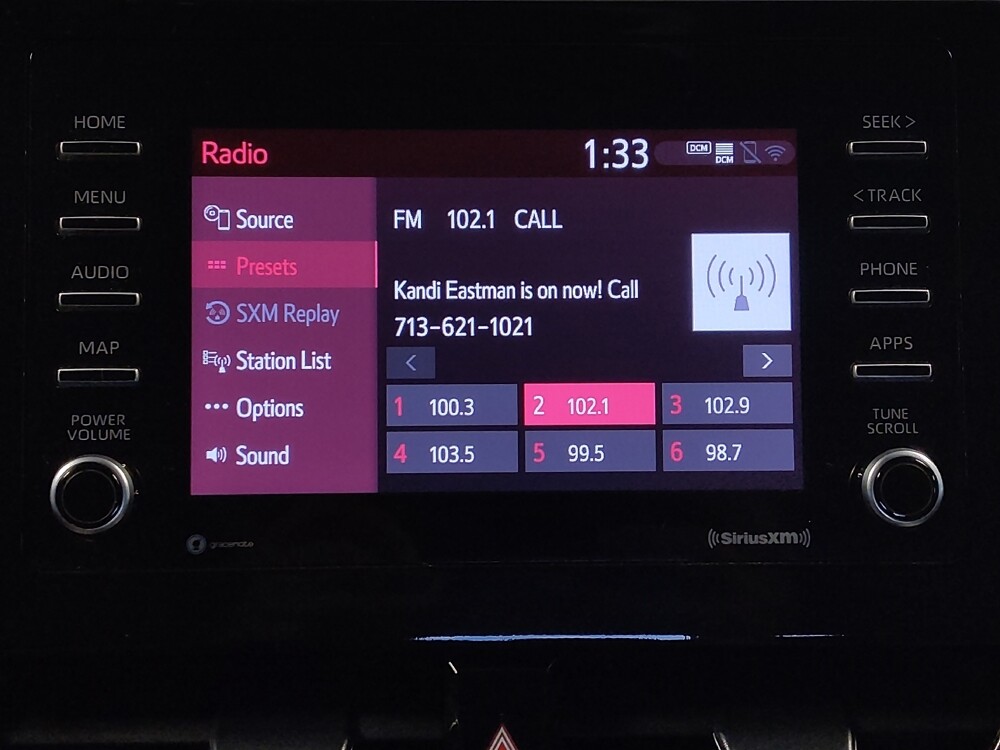 HOME
MENU
AUDIO
MAP
POWER
VOLUME
Radio
1:33
DCM
DCM
Source
Presets
SXM Replay
Station List
Options
Sound
FM 102.1 CALL
Kandi Eastman is on now! Call
713-621-1021
<
>
1 100.3
2 102.1
3 102.9
4 103.5
5 99.5
6 98.7
SEEK >
< TRACK
PHONE
APPS
TUNE
SCROLL
gracenote
((SiriusXM))